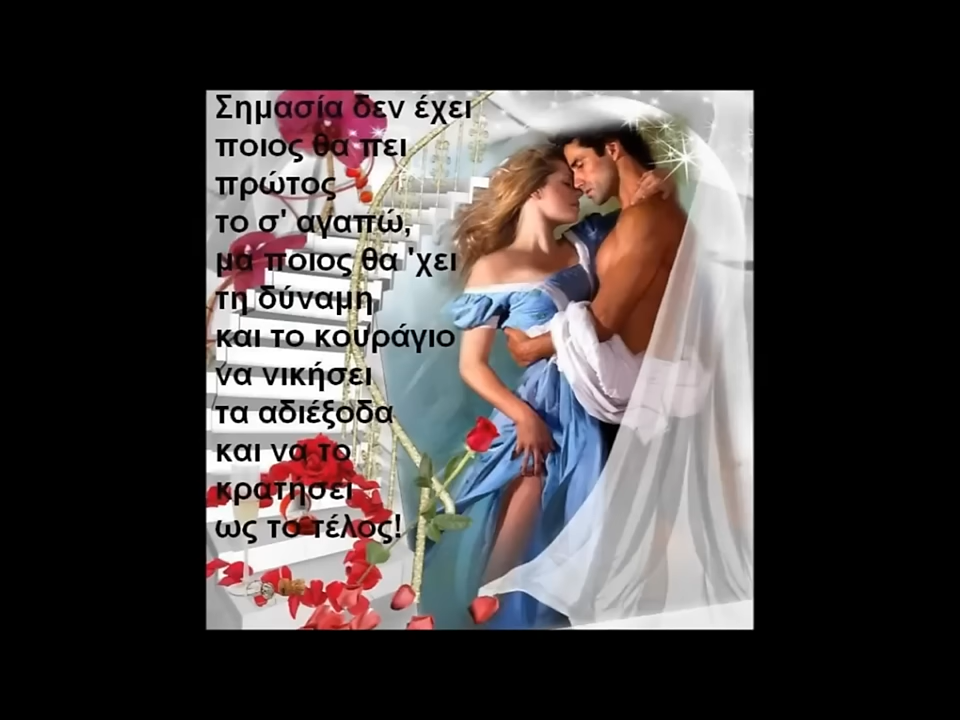 Σημασία δεν έχει
ποιος θα πει
πρώτος
το σ' αγαπώ,
μα ποιος θα 'χει
τη δύναμη
και το κουράγιο
να νικήσει
τα αδιέξοδα
και να το
κρατήσει
ως το τέλος!